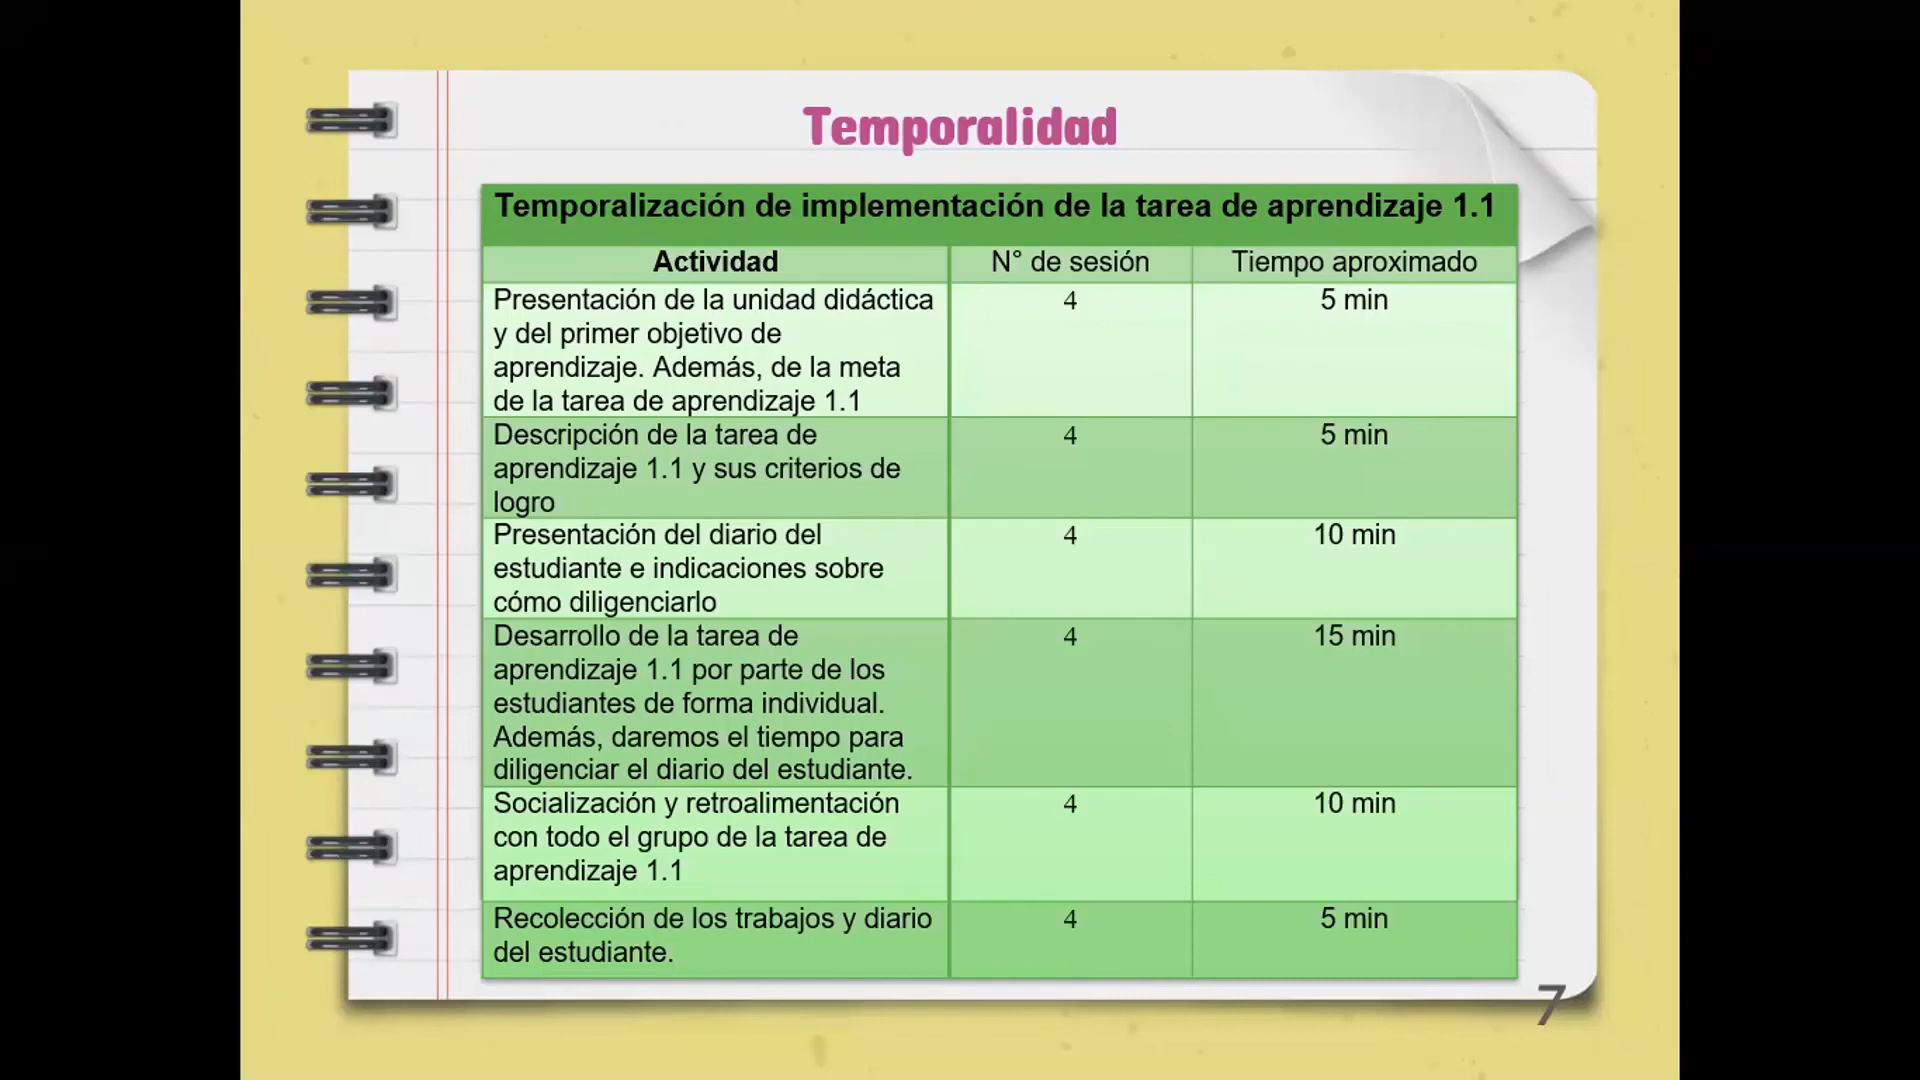 Temporalidad
Temporalización de implementación de la tarea de aprendizaje 1.1
Actividad N° de sesión Tiempo aproximado
Presentación de la unidad didáctica 4 5 min
y del primer objetivo de
aprendizaje. Además, de la meta
de la tarea de aprendizaje 1.1
Descripción de la tarea de 4 5 min
aprendizaje 1.1 y sus criterios de
logro
Presentación del diario del 4 10 min
estudiante e indicaciones sobre
cómo diligenciarlo
Desarrollo de la tarea de 4 15 min
aprendizaje 1.1 por parte de los
estudiantes de forma individual.
Además, daremos el tiempo para
diligenciar el diario del estudiante.
Socialización y retroalimentación 4 10 min
con todo el grupo de la tarea de
aprendizaje 1.1
Recolección de los trabajos y diario 4 5 min
del estudiante.
7